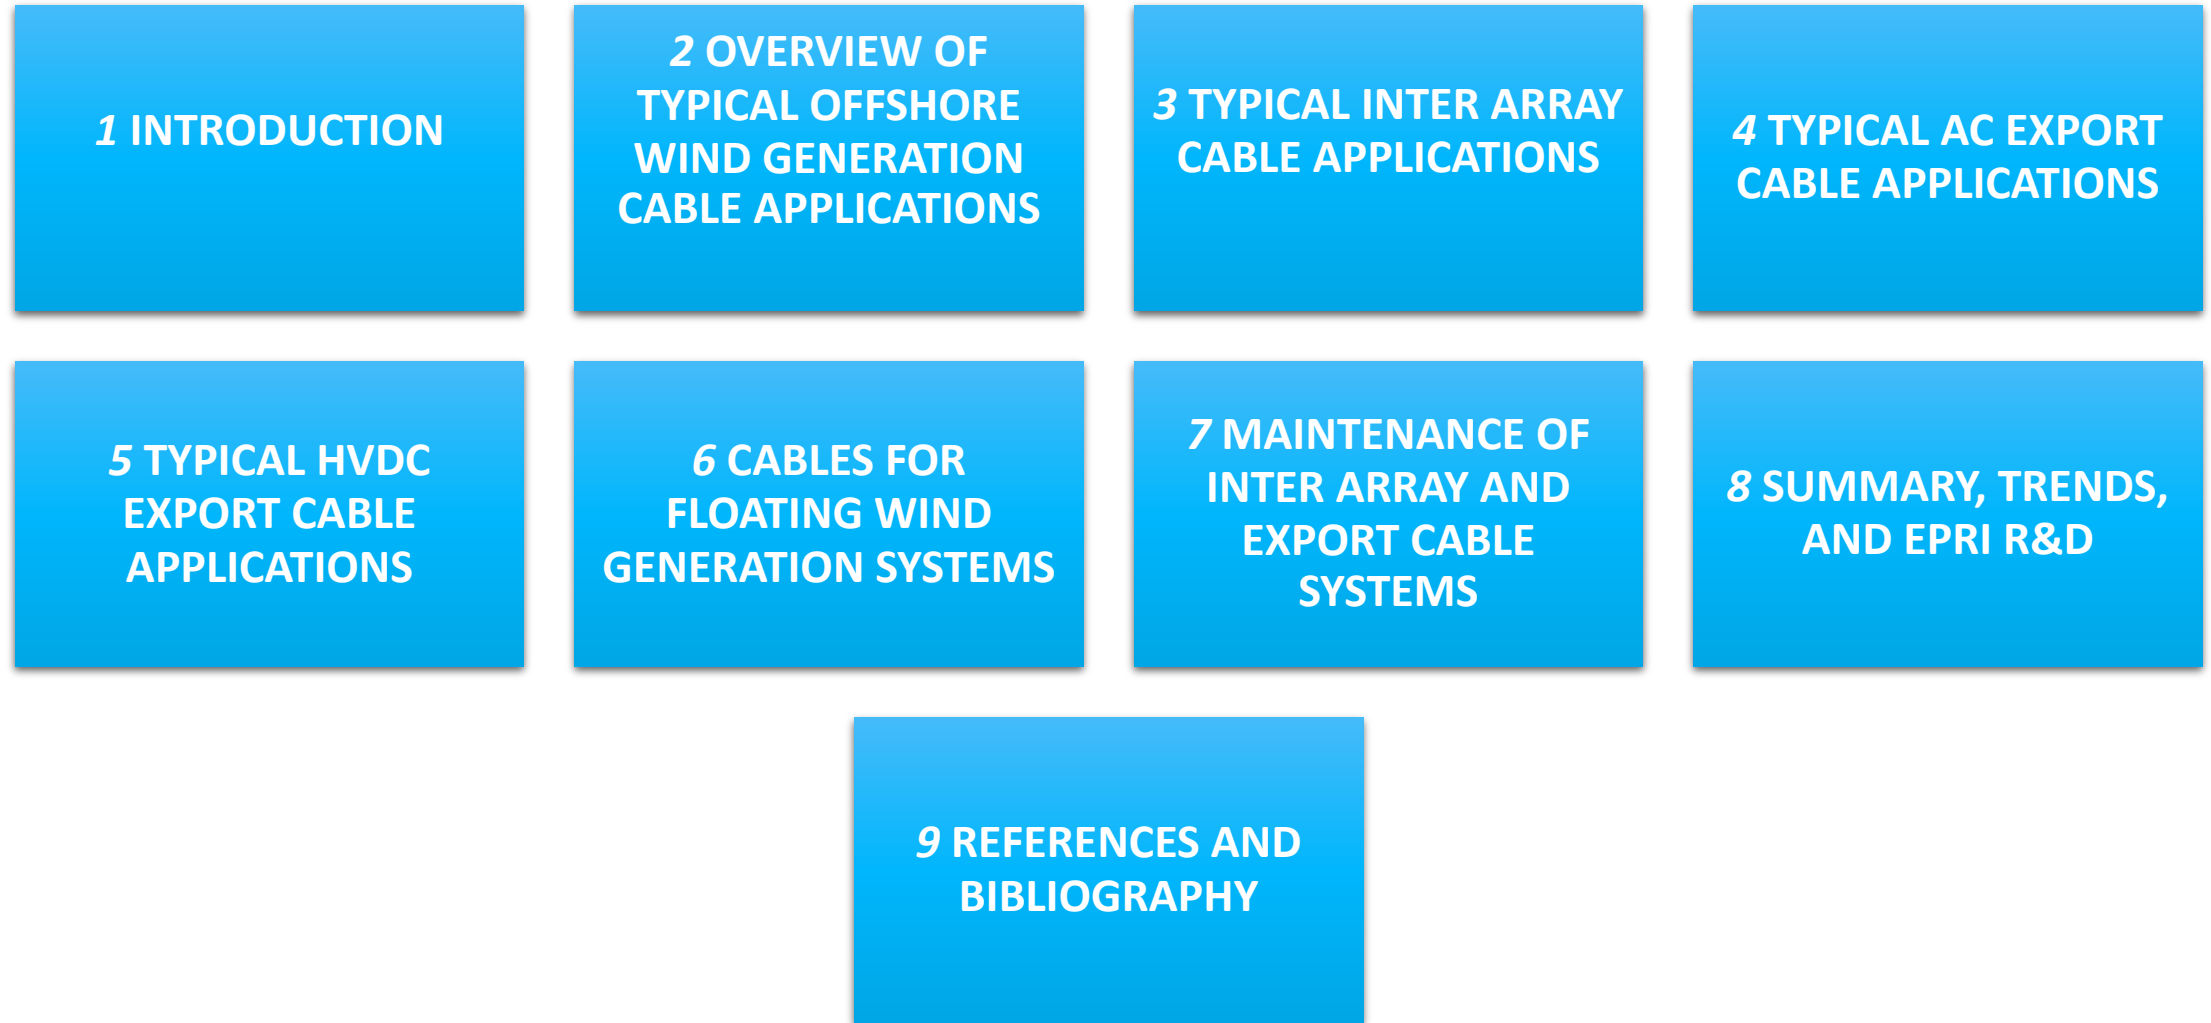 1 INTRODUCTION
2 OVERVIEW OF
TYPICAL OFFSHORE
WIND GENERATION
CABLE APPLICATIONS
3 TYPICAL INTER ARRAY
CABLE APPLICATIONS
4 TYPICAL AC EXPORT
CABLE APPLICATIONS
5 TYPICAL HVDC
EXPORT CABLE
APPLICATIONS
6 CABLES FOR
FLOATING WIND
GENERATION SYSTEMS
7 MAINTENANCE OF
INTER ARRAY AND
EXPORT CABLE
SYSTEMS
8 SUMMARY, TRENDS,
AND EPRI R&D
9 REFERENCES AND
BIBLIOGRAPHY